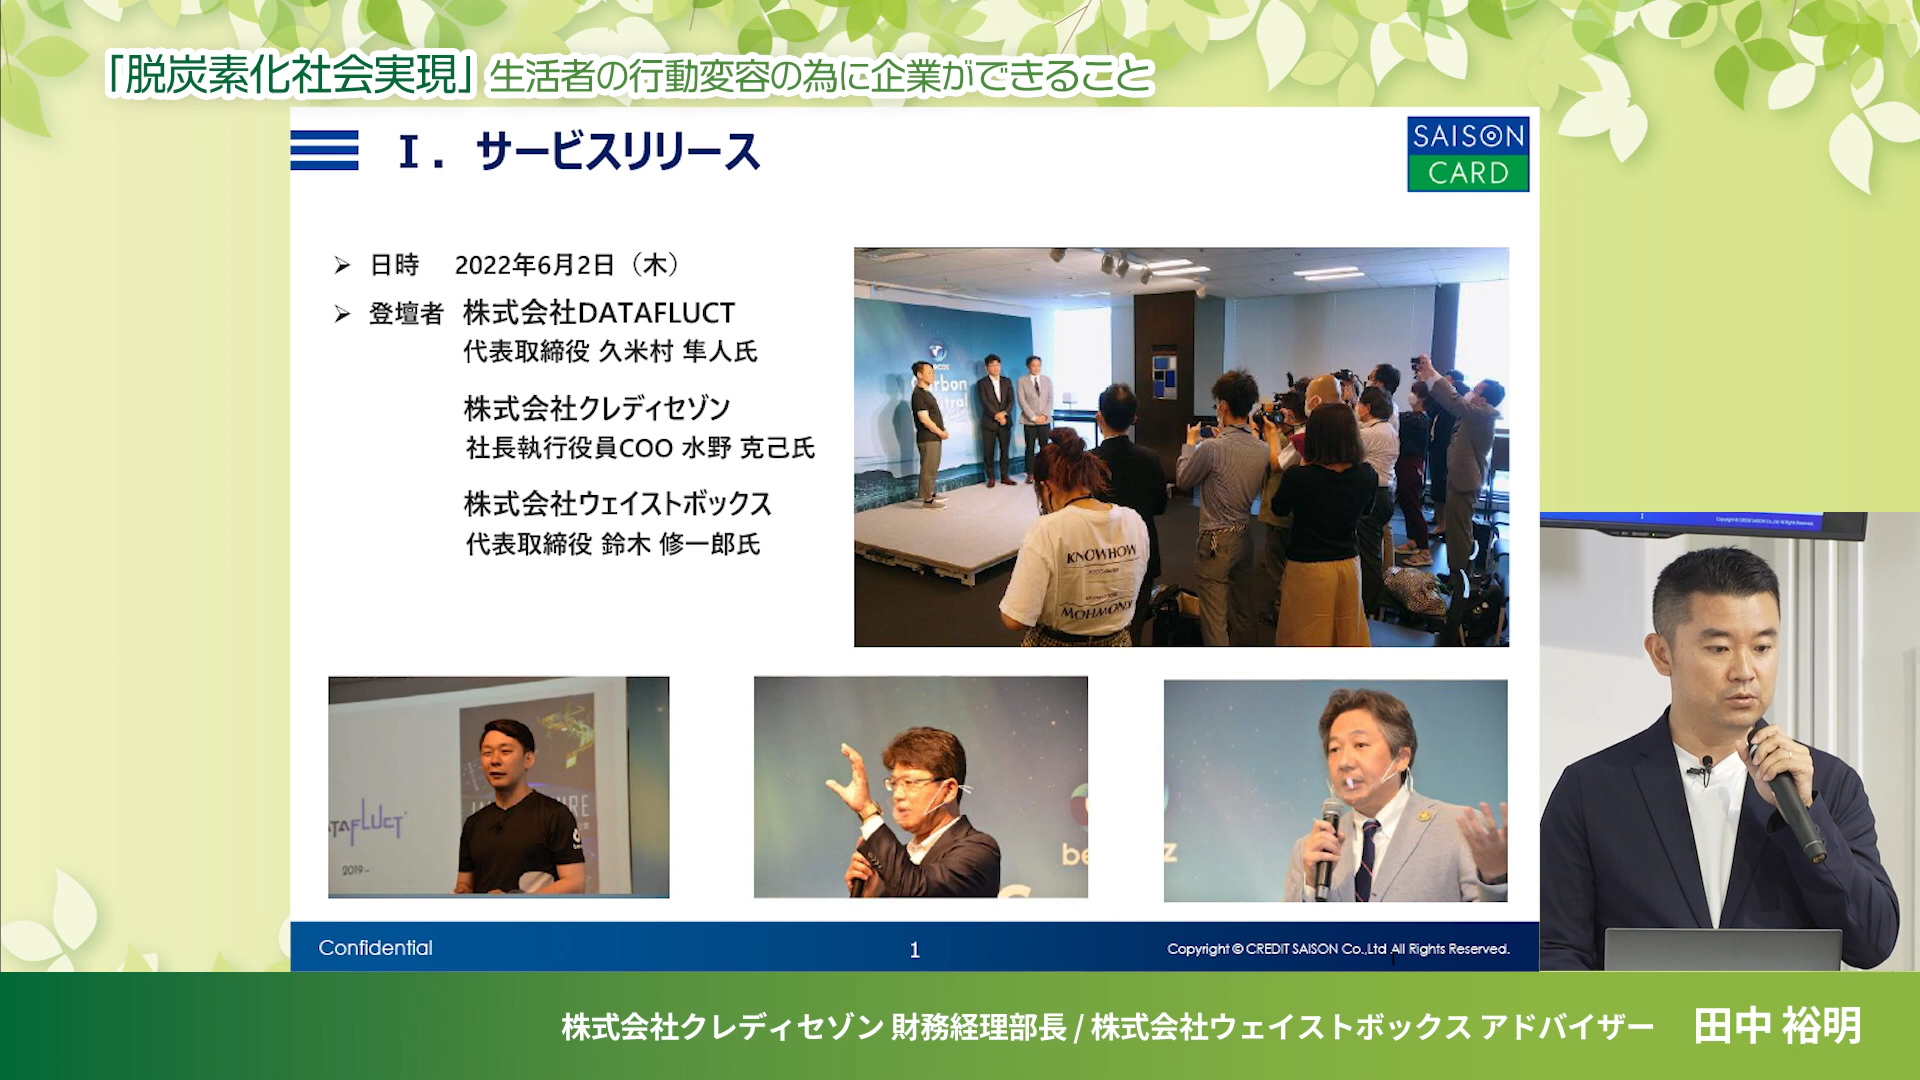 「脱炭素化社会実現」生活者の行動変容の為に企業ができること
Ⅰ．サービスリリース
SAISON
CARD
➢ 日時 2022年6月2日（木）
➢ 登壇者 株式会社DATAFLUCT
代表取締役 久米村 隼人氏
株式会社クレディセゾン
社長執行役員COO 水野 克己氏
株式会社ウェイストボックス
代表取締役 鈴木 修一郎氏
KNOWHOW
MOHMONY
TAFLUCT
2019-
be
z
Confidential
1
Copyright © CREDIT SAISON Co.,Ltd All Rights Reserved.
株式会社クレディセゾン 財務経理部長 / 株式会社ウェイストボックス アドバイザー 田中 裕明